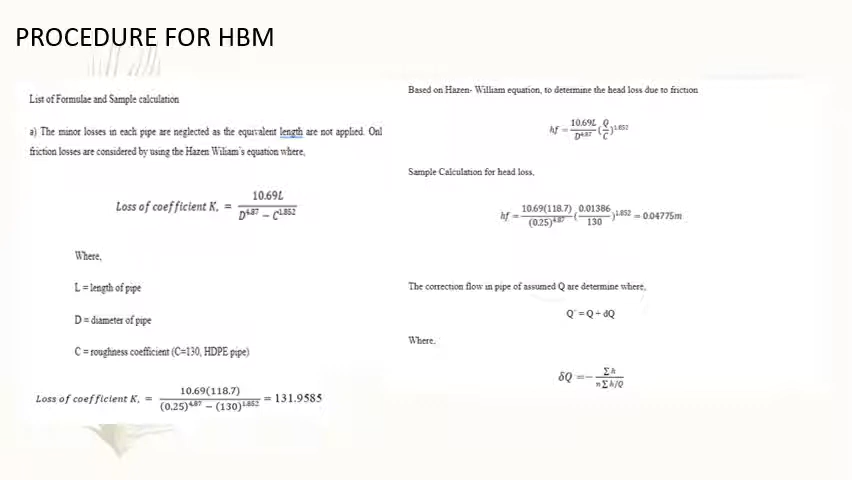 PROCEDURE FOR HBM
List of Formulae and Sample calculation
a) The minor losses in each pipe are neglected as the equivalent length are not applied. Onl
friction losses are considered by using the Hazen Wiliam's equation where,
Loss of coefficient K, = 10.69L / D^4.87 − C^1.852
Where,
L = length of pipe
D = diameter of pipe
C = roughness coefficient (C=130, HDPE pipe)
Loss of coefficient K, = 10.69(118.7) / (0.25)^4.87 − (130)^1.852 = 131.9585
Based on Hazen- William equation, to determine the head loss due to friction
hf = 10.69L / D^4.87 (Q / C)^1.852
Sample Calculation for head loss,
hf = 10.69(118.7) / (0.25)^4.87 (0.01386 / 130)^1.852 = 0.04775m
The correction flow in pipe of assumed Q are determine where,
Q' = Q + dQ
Where,
δQ = − Σh / nΣh/Q